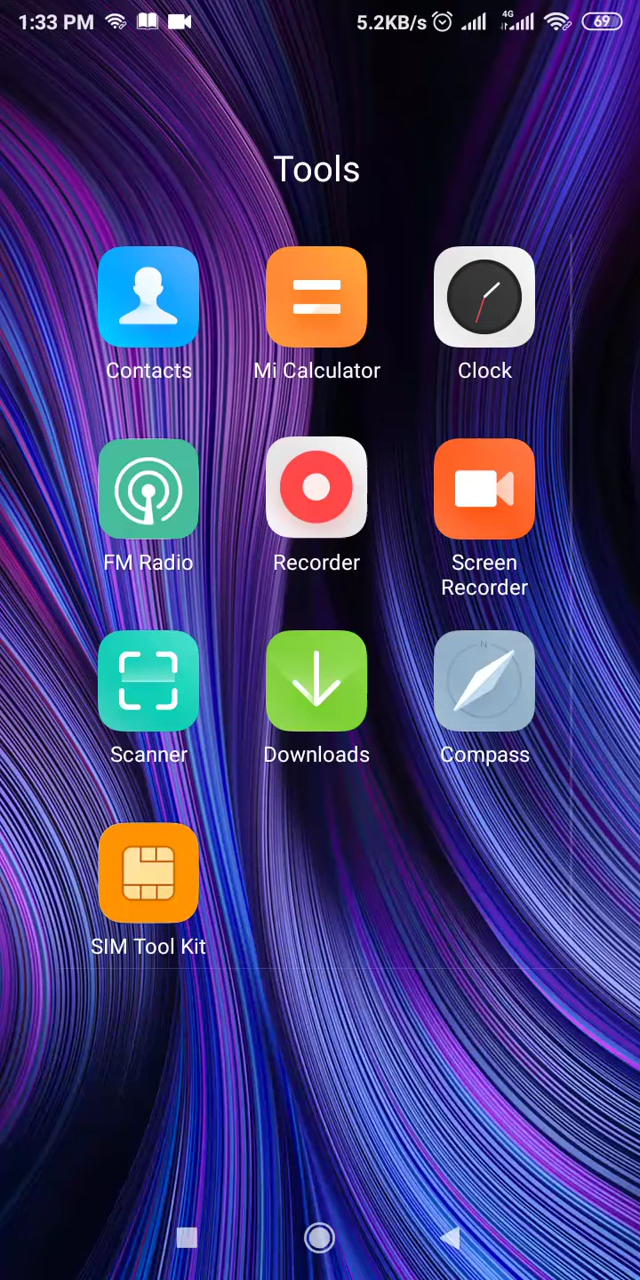 1:33 PM 5.2KB/s 4G 69
Tools
Contacts Mi Calculator Clock
FM Radio Recorder Screen
Recorder
N
Scanner Downloads Compass
SIM Tool Kit